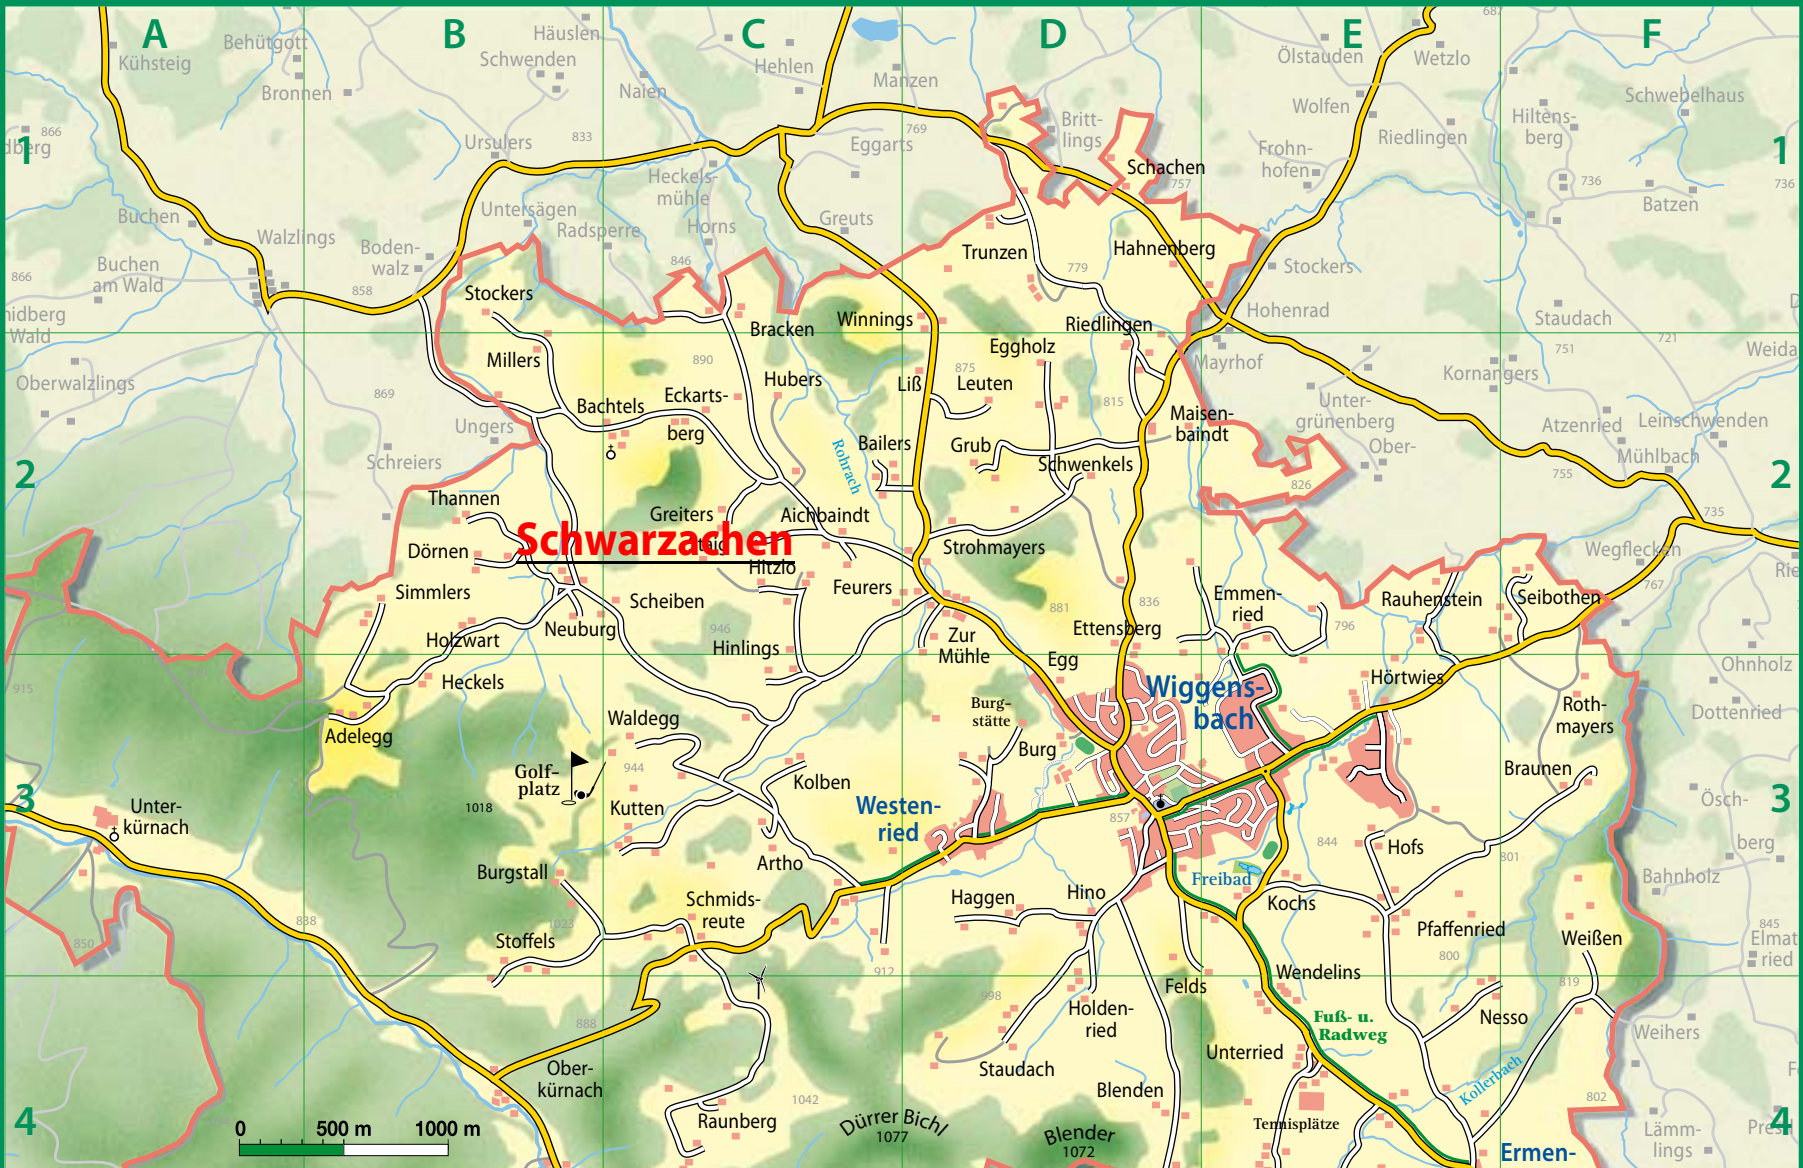 A
B
C
D
E
F
687
Kühsteig
Behütgott
Häuslen
Schwenden
Bronnen
Naien
Hehlen
Manzen
Ölstauden
Wetzlo
Schwebelhaus
1
866
dberg
Ursulers
833
769
Eggarts
Britt-
lings
Wolfen
Riedlingen
Hiltens-
berg
1
Frohn-
hofen
Schachen
757
736
736
Batzen
Heckels-
mühle
Buchen
Untersägen
Radsperre
Horns
Greuts
Walzlings
Boden-
walz
Buchen
am Wald
866
858
846
Trunzen
Hahnenberg
779
Stockers
Stockers
Hohenrad
Staudach
nidberg
Wald
Bracken
Winnings
Riedlingen
Eggholz
Mayrhof
751
721
Weida
Millers
890
Hubers
Liß
875
Leuten
Kornangers
Oberwalzlings
869
Eckarts-
berg
Bachtels
815
Maisen-
baindt
Unter-
grünenberg
Ober-
Atzenried
Leinschwenden
Mühlbach
Ungers
Schreiers
Rohrach
Bailers
Grub
Schwenkels
2
826
755
2
Thannen
Greiters
Aichbaindt
735
Schwarzachen
Dörnen
Hitzlo
Strohmayers
Wegflecken
767
Rie
Simmlers
Scheiben
Feurers
881
836
Emmen-
ried
796
Rauhenstein
Seibothen
Holzwart
Neuburg
946
Hinlings
Zur
Mühle
Ettensberg
Egg
Ohnholz
915
Heckels
Hörtwies
Wiggens-
bach
Waldegg
Burg-
stätte
Roth-
mayers
Dottenried
Adelegg
Burg
Golf-
platz
944
Kolben
Braunen
3
Unter-
kürnach
1018
Kutten
Westen-
ried
857
Ösch-
berg
3
Artho
844
Hofs
801
Burgstall
Freibad
Bahnholz
Schmids-
reute
Haggen
Hino
Kochs
838
850
1023
Stoffels
Pfaffenried
Weißen
845
Elmat
ried
912
800
Wendelins
819
Felds
998
Holden-
ried
Fuß- u.
Radweg
Nesso
Weihers
888
Unterried
Ober-
kürnach
Staudach
Blenden
Kollerbach
802
1042
Raunberg
Dürrer Bichl
1077
Blender
1072
Tennisplätze
4
0
500 m
1000 m
Lämm-
lings
4
Ermen-